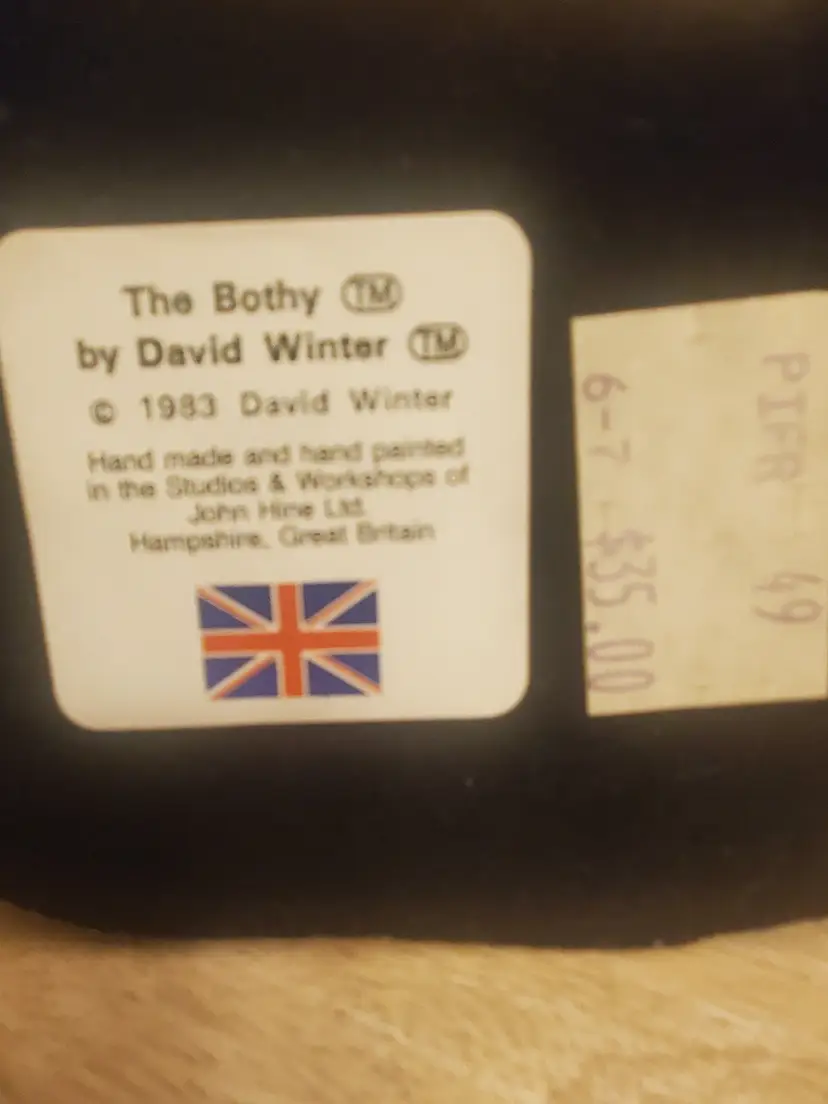 The Bothy TM
by David Winter TM
© 1983 David Winter
Hand made and hand painted
in the Studios & Workshops of
John Hine Ltd.
Hampshire, Great Britain
PIFR 49
6-7 $35.00